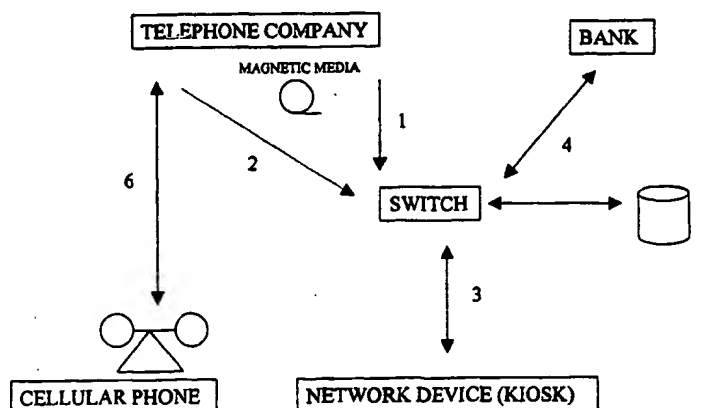 TELEPHONE COMPANY
BANK
MAGNETIC MEDIA
1
2
4
6
SWITCH
3
CELLULAR PHONE
NETWORK DEVICE (KIOSK)